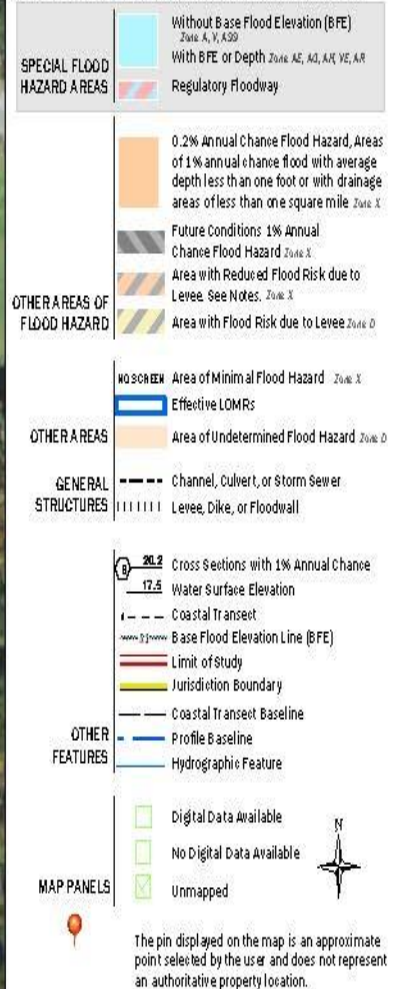 SPECIAL FLOOD
HAZARD AREAS
Without Base Flood Elevation (BFE)
Zone A, V, A99
With BFE or Depth Zone AE, AO, AH, VE, AR
Regulatory Floodway
OTHER AREAS OF
FLOOD HAZARD
0.2% Annual Chance Flood Hazard, Areas
of 1% annual chance flood with average
depth less than one foot or with drainage
areas of less than one square mile Zone X
Future Conditions 1% Annual
Chance Flood Hazard Zone X
Area with Reduced Flood Risk due to
Levee. See Notes. Zone X
Area with Flood Risk due to Levee Zone D
OTHER AREAS
NO SCREEN Area of Minimal Flood Hazard Zone X
Effective LOMRs
Area of Undetermined Flood Hazard Zone D
GENERAL
STRUCTURES
Channel, Culvert, or Storm Sewer
Levee, Dike, or Floodwall
OTHER
FEATURES
B 20.2 Cross Sections with 1% Annual Chance
17.5 Water Surface Elevation
Coastal Transect
Base Flood Elevation Line (BFE)
Limit of Study
Jurisdiction Boundary
Coastal Transect Baseline
Profile Baseline
Hydrographic Feature
MAP PANELS
Digital Data Available
No Digital Data Available
Unmapped
N
The pin displayed on the map is an approximate
point selected by the user and does not represent
an authoritative property location.